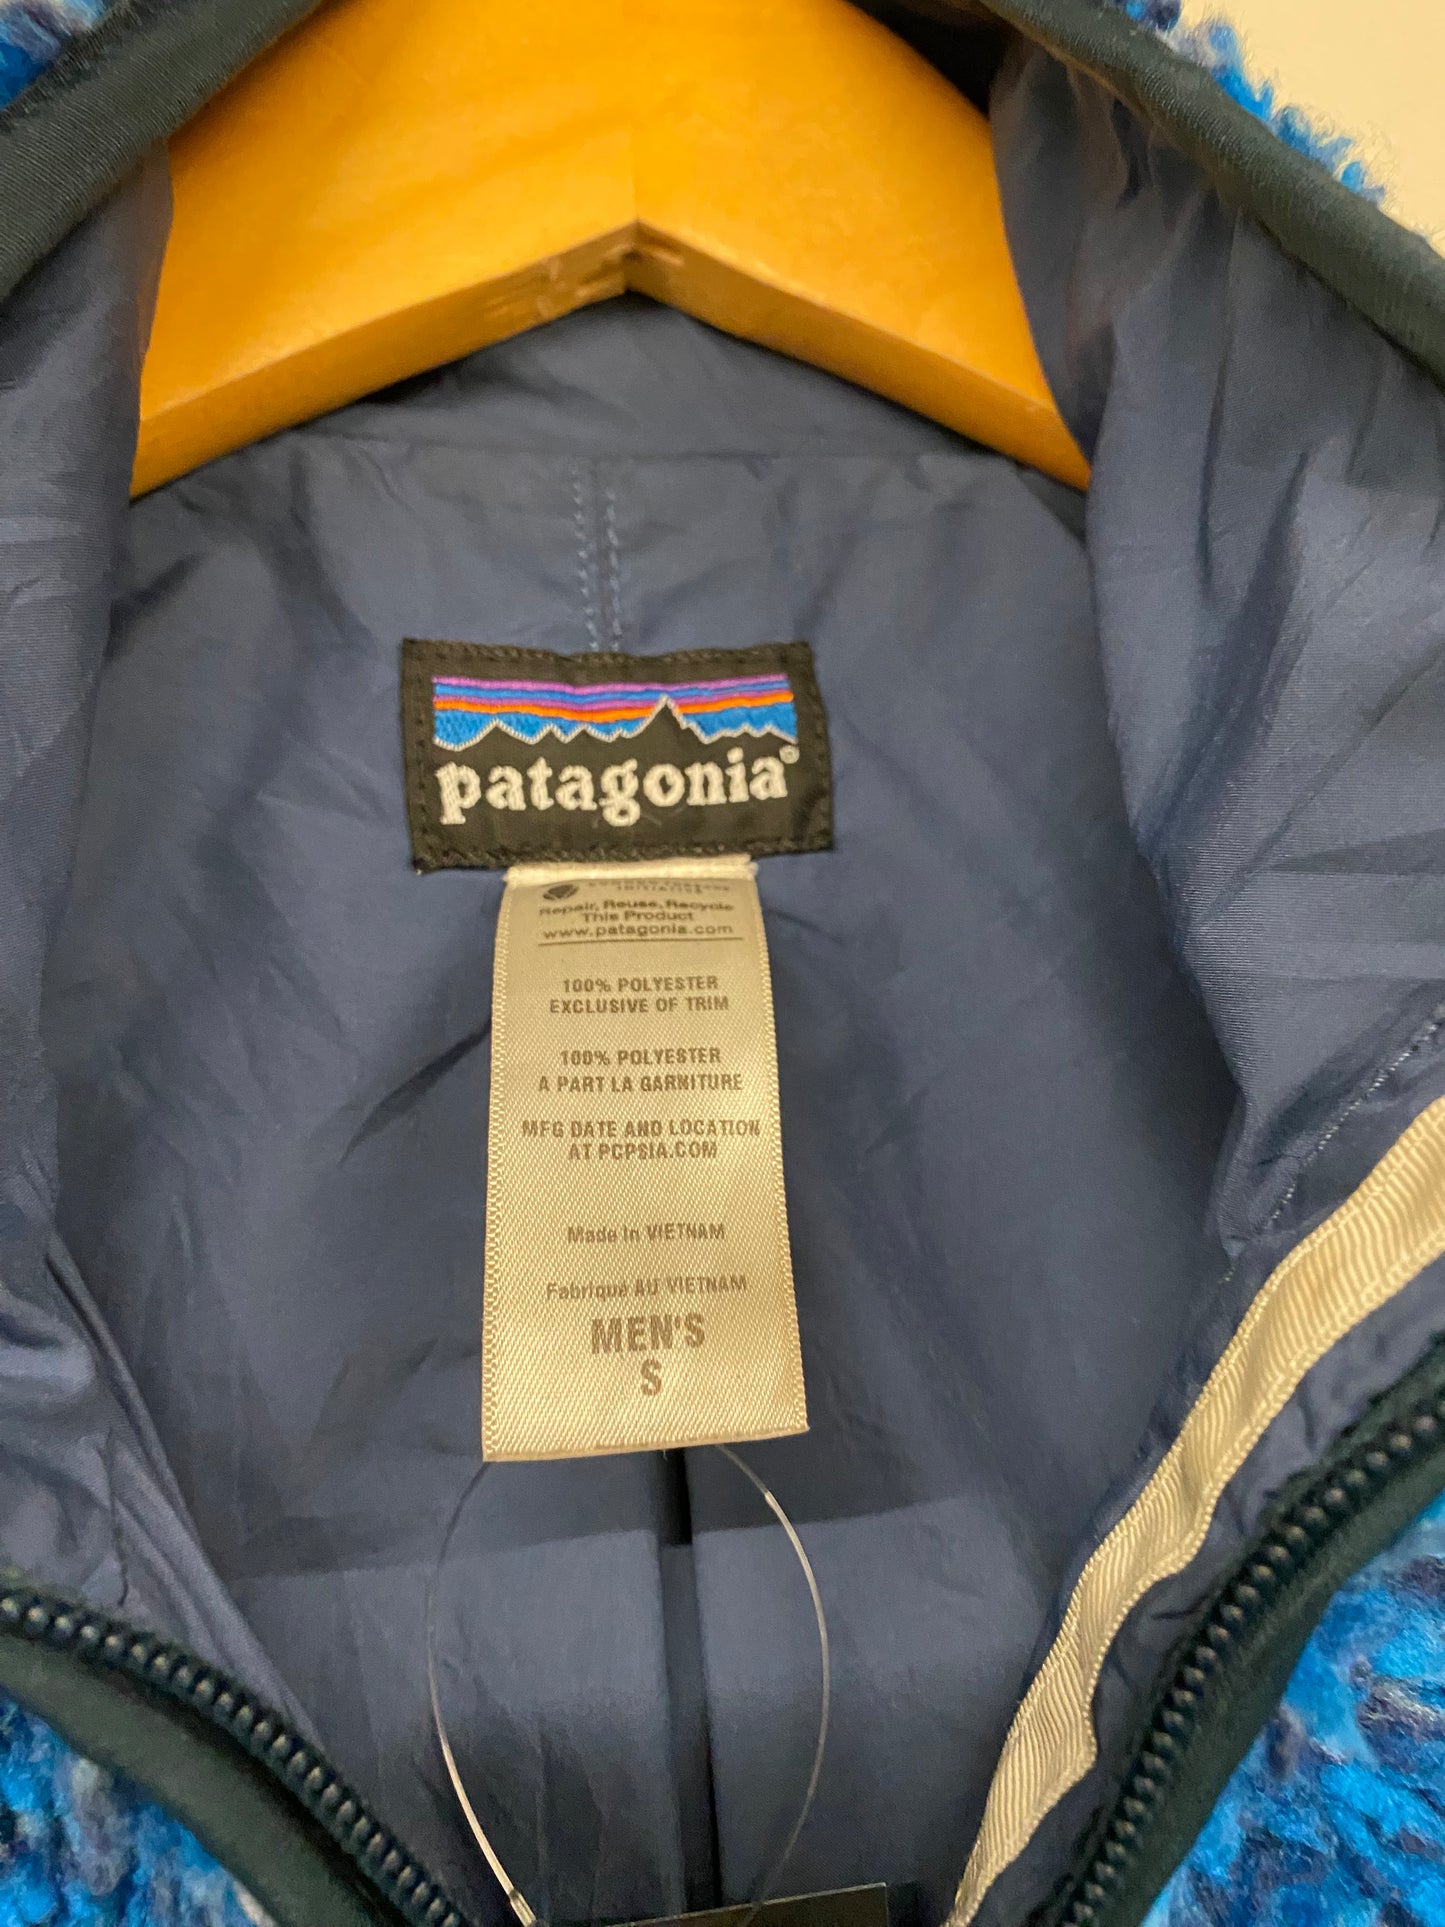 patagonia®
INITIATIVE
Repair, Reuse, Recycle
This Product
www.patagonia.com
100% POLYESTER
EXCLUSIVE OF TRIM
100% POLYESTER
A PART LA GARNITURE
MFG DATE AND LOCATION
AT PCPSIA.COM
Made in VIETNAM
Fabriqué AU VIETNAM
MEN'S
S